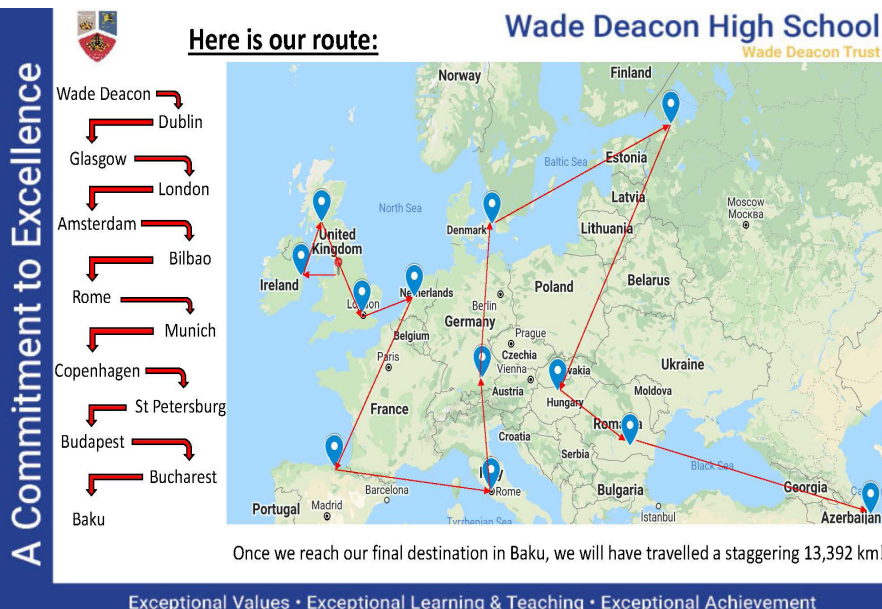 A Commitment to Excellence
Here is our route:
Wade Deacon High School
Wade Deacon Trust
Wade Deacon
Dublin
Glasgow
London
Amsterdam
Bilbao
Rome
Munich
Copenhagen
St Petersburg
Budapest
Bucharest
Baku
Norway
Finland
Baltic Sea
Estonia
Latvia
Moscow
МОСКВА
North Sea
Denmark
Lithuania
United
Kingdom
Ireland
Netherlands
Berlin
Poland
Belarus
London
Germany
Belgium
Prague
Paris
Czechia
Vienna
Ukraine
Austria
Moldova
Hungary
France
Croatia
Serbia
Black Sea
Georgia
Barcelona
Rome
Bulgaria
Portugal
Madrid
Tyrrhenian Sea
Istanbul
Azerbaijan
Once we reach our final destination in Baku, we will have travelled a staggering 13,392 km!
Exceptional Values • Exceptional Learning & Teaching • Exceptional Achievement